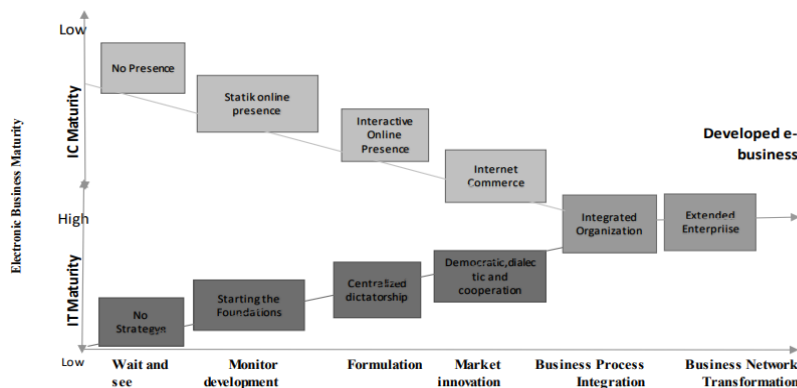 Low
No Presence
Statik online
presence
Interactive
Online
Presence
Internet
Commerce
Developed e-
business
Integrated
Organization
Extended
Enterpriise
High
IC Maturity
Electronic Business Maturity
IT Maturity
No
Strategyn
Starting the
Foundations
Centralized
dictatorship
Democratic,dialec
tic and
cooperation
Low
Wait and
see
Monitor
development
Formulation
Market
innovation
Business Process
Integration
Business Network
Transformation